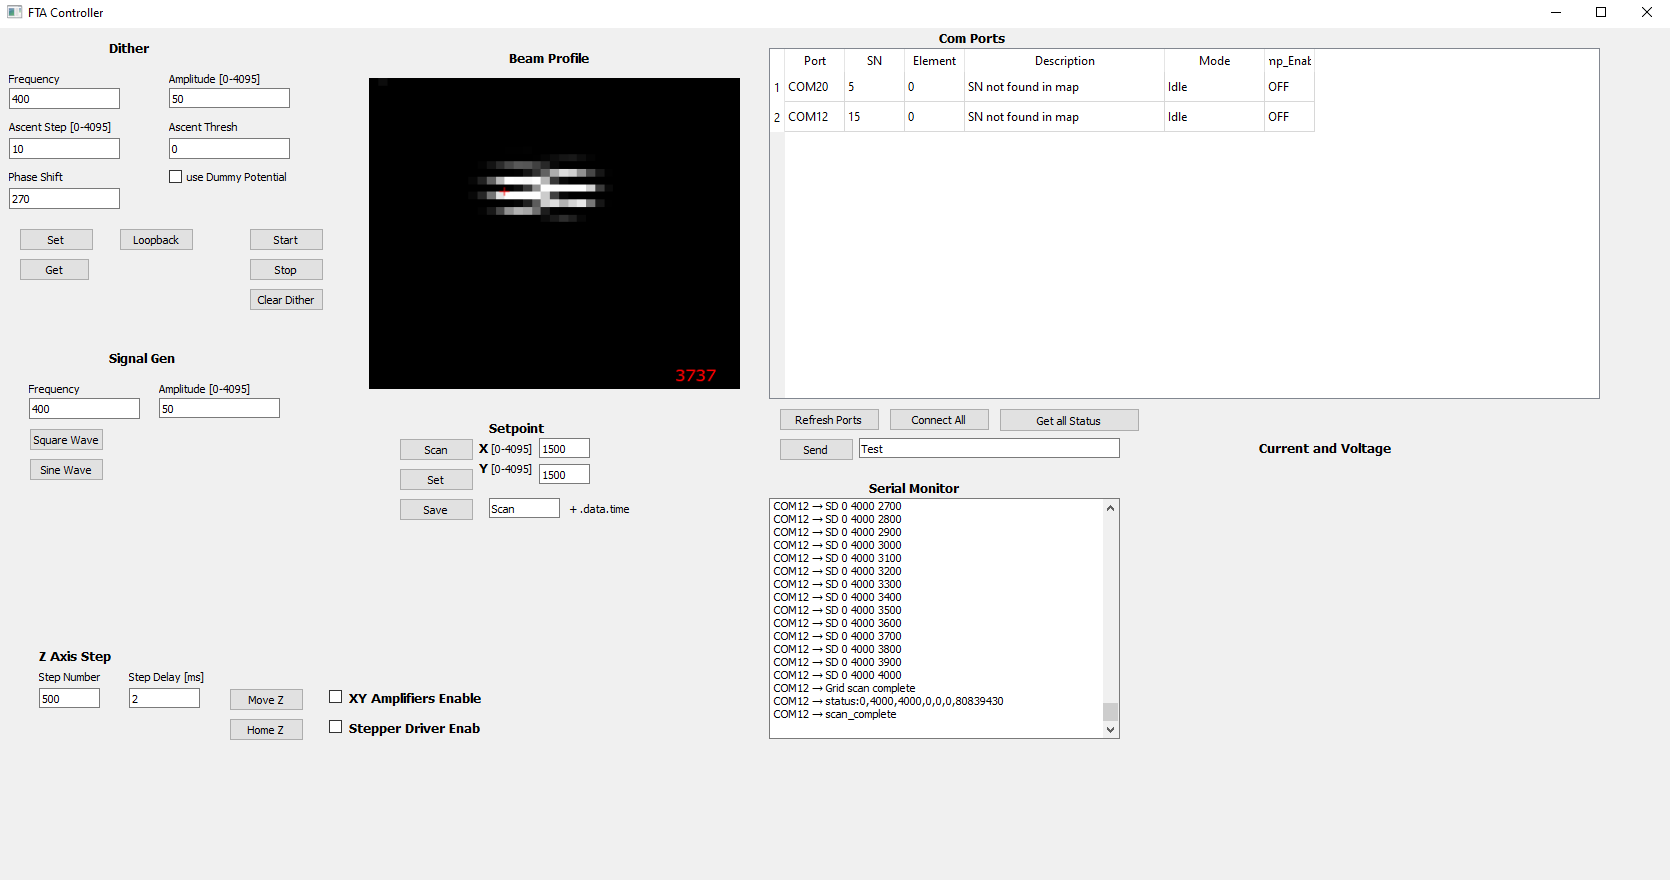 FTA Controller
Dither
Frequency
Amplitude [0-4095]
400
50
Ascent Step [0-4095]
Ascent Thresh
10
0
Phase Shift
use Dummy Potential
270
Set
Loopback
Start
Get
Stop
Clear Dither
Signal Gen
Frequency
Amplitude [0-4095]
400
50
Square Wave
Sine Wave
Z Axis Step
Step Number
Step Delay [ms]
500
2
Move Z
Home Z
XY Amplifiers Enable
Stepper Driver Enab
Beam Profile
3737
Setpoint
Scan
X [0-4095]
1500
Set
Y [0-4095]
1500
Save
Scan
+ .data.time
Com Ports
Port SN Element Description Mode np_Enab
1 COM20 5 0 SN not found in map Idle OFF
2 COM12 15 0 SN not found in map Idle OFF
Refresh Ports
Connect All
Get all Status
Send
Test
Current and Voltage
Serial Monitor
COM12 → SD 0 4000 2700
COM12 → SD 0 4000 2800
COM12 → SD 0 4000 2900
COM12 → SD 0 4000 3000
COM12 → SD 0 4000 3100
COM12 → SD 0 4000 3200
COM12 → SD 0 4000 3300
COM12 → SD 0 4000 3400
COM12 → SD 0 4000 3500
COM12 → SD 0 4000 3600
COM12 → SD 0 4000 3700
COM12 → SD 0 4000 3800
COM12 → SD 0 4000 3900
COM12 → SD 0 4000 4000
COM12 → Grid scan complete
COM12 → status:0,4000,4000,0,0,0,80839430
COM12 → scan_complete